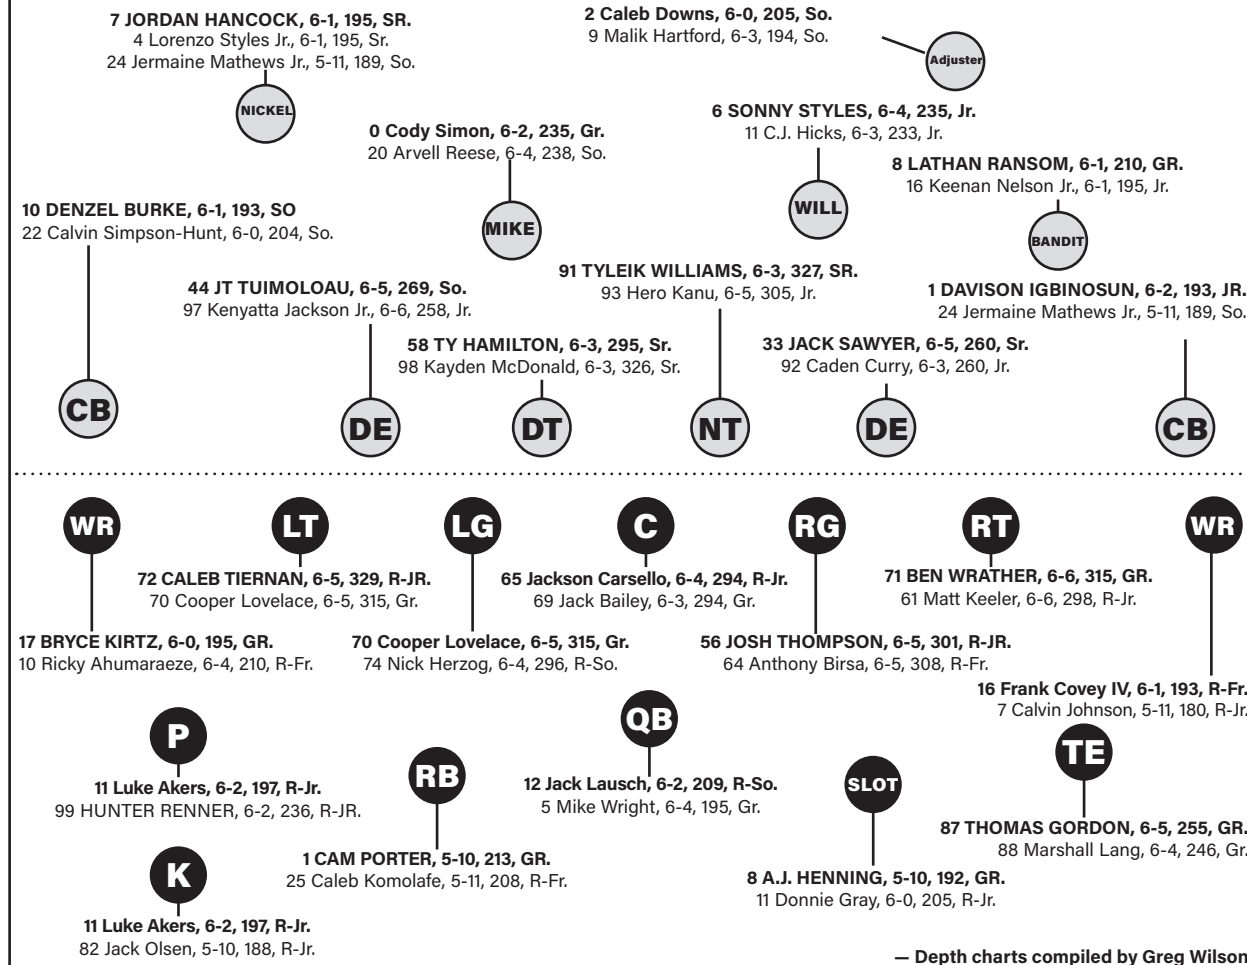 7 JORDAN HANCOCK, 6-1, 195, SR.
4 Lorenzo Styles Jr., 6-1, 195, Sr.
24 Jermaine Mathews Jr., 5-11, 189, So.
NICKEL
2 Caleb Downs, 6-0, 205, So.
9 Malik Hartford, 6-3, 194, So.
Adjuster
0 Cody Simon, 6-2, 235, Gr.
20 Arvell Reese, 6-4, 238, So.
MIKE
6 SONNY STYLES, 6-4, 235, Jr.
11 C.J. Hicks, 6-3, 233, Jr.
WILL
8 LATHAN RANSOM, 6-1, 210, GR.
16 Keenan Nelson Jr., 6-1, 195, Jr.
BANDIT
10 DENZEL BURKE, 6-1, 193, SO
22 Calvin Simpson-Hunt, 6-0, 204, So.
CB
44 JT TUIMOLOAU, 6-5, 269, So.
97 Kenyatta Jackson Jr., 6-6, 258, Jr.
DE
58 TY HAMILTON, 6-3, 295, Sr.
98 Kayden McDonald, 6-3, 326, Sr.
DT
91 TYLEIK WILLIAMS, 6-3, 327, SR.
93 Hero Kanu, 6-5, 305, Jr.
NT
33 JACK SAWYER, 6-5, 260, Sr.
92 Caden Curry, 6-3, 260, Jr.
DE
1 DAVISON IGBINOSUN, 6-2, 193, JR.
24 Jermaine Mathews Jr., 5-11, 189, So.
CB
WR
17 BRYCE KIRTZ, 6-0, 195, GR.
10 Ricky Ahumaraeze, 6-4, 210, R-Fr.
LT
72 CALEB TIERNAN, 6-5, 329, R-JR.
70 Cooper Lovelace, 6-5, 315, Gr.
LG
70 Cooper Lovelace, 6-5, 315, Gr.
74 Nick Herzog, 6-4, 296, R-So.
C
65 Jackson Carsello, 6-4, 294, R-Jr.
69 Jack Bailey, 6-3, 294, Gr.
RG
56 JOSH THOMPSON, 6-5, 301, R-JR.
64 Anthony Birsa, 6-5, 308, R-Fr.
RT
71 BEN WRATHER, 6-6, 315, GR.
61 Matt Keeler, 6-6, 298, R-Jr.
WR
16 Frank Covey IV, 6-1, 193, R-Fr.
7 Calvin Johnson, 5-11, 180, R-Jr.
P
11 Luke Akers, 6-2, 197, R-Jr.
99 HUNTER RENNER, 6-2, 236, R-JR.
K
11 Luke Akers, 6-2, 197, R-Jr.
82 Jack Olsen, 5-10, 188, R-Jr.
RB
1 CAM PORTER, 5-10, 213, GR.
25 Caleb Komolafe, 5-11, 208, R-Fr.
QB
12 Jack Lausch, 6-2, 209, R-So.
5 Mike Wright, 6-4, 195, Gr.
SLOT
8 A.J. HENNING, 5-10, 192, GR.
11 Donnie Gray, 6-0, 205, R-Jr.
TE
87 THOMAS GORDON, 6-5, 255, GR.
88 Marshall Lang, 6-4, 246, Gr.
— Depth charts compiled by Greg Wilson